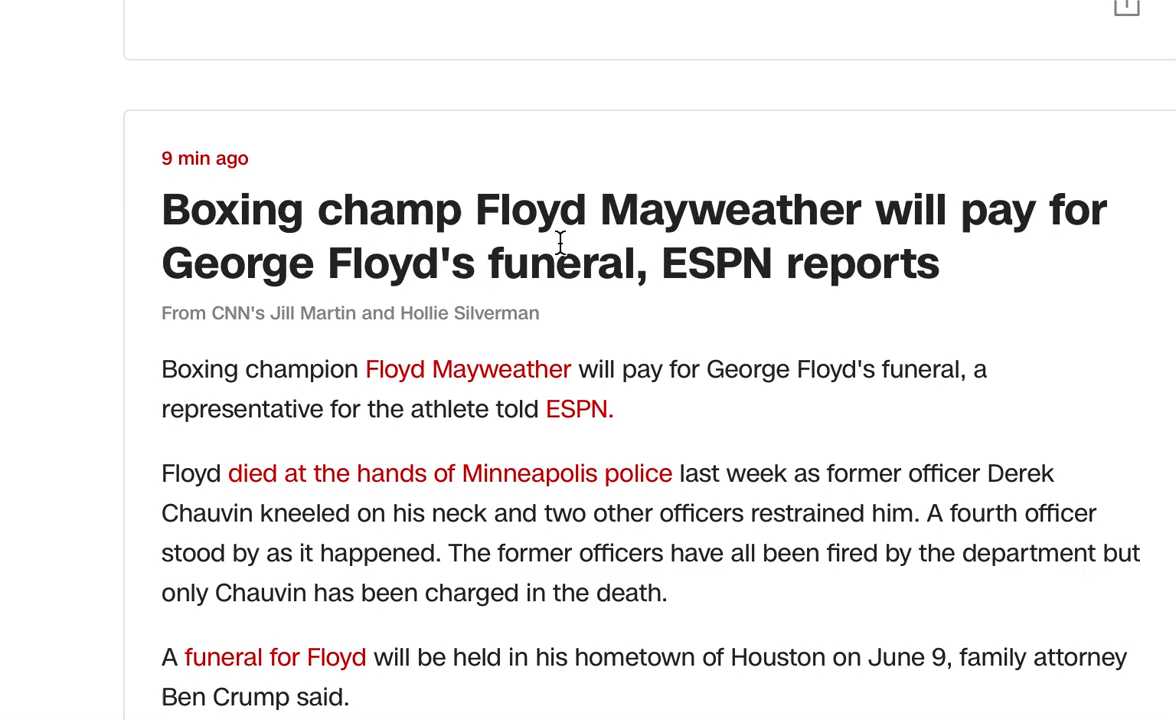 9 min ago
Boxing champ Floyd Mayweather will pay for
George Floyd's funeral, ESPN reports
From CNN's Jill Martin and Hollie Silverman
Boxing champion Floyd Mayweather will pay for George Floyd's funeral, a
representative for the athlete told ESPN.
Floyd died at the hands of Minneapolis police last week as former officer Derek
Chauvin kneeled on his neck and two other officers restrained him. A fourth officer
stood by as it happened. The former officers have all been fired by the department but
only Chauvin has been charged in the death.
A funeral for Floyd will be held in his hometown of Houston on June 9, family attorney
Ben Crump said.